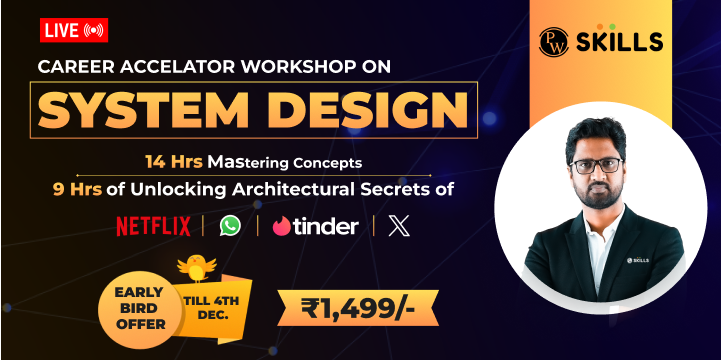 LIVE
PW SKILLS
CAREER ACCELATOR WORKSHOP ON
SYSTEM DESIGN
14 Hrs Mastering Concepts
9 Hrs of Unlocking Architectural Secrets of
NETFLIX
tinder
X
EARLY
BIRD
OFFER
TILL 4TH
DEC.
₹1,499/-
SKILLS